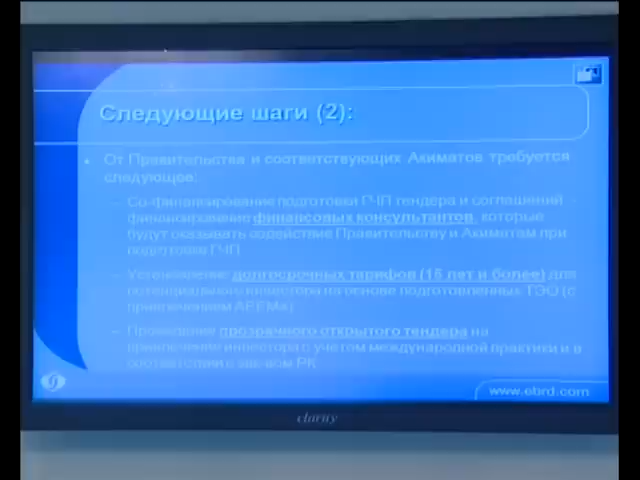 Следующие шаги (2):
От Правительства и соответствующих Акиматов требуется
следующее:
Со-финансирование подготовки ГЧП тендера и соглашений -
финансирование финансовых консультантов, которые
будут оказывать содействие Правительству и Акиматам при
подготовке ГЧП
Установление долгосрочных тарифов (15 лет и более) для
потенциального инвестора на основе подготовленных ТЭО (с
привлечением АРЕМа)
Проведение прозрачного открытого тендера на
привлечение инвестора с учетом международной практики и в
соответствии с РК
www.ebrd.com
clarity